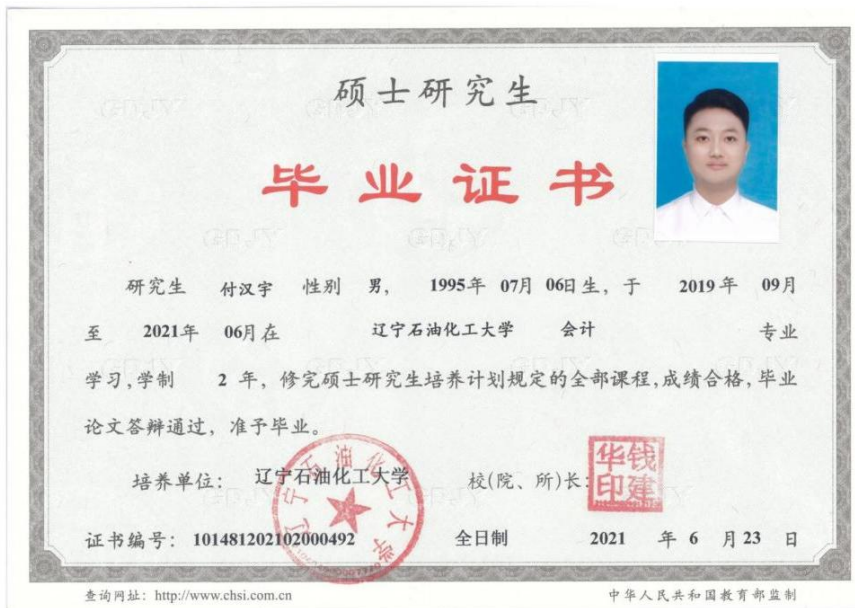 硕士研究生
毕业证书
研究生 付汉宇 性别 男， 1995年 07月 06日生，于 2019年 09月
至 2021年 06月在 辽宁石油化工大学 会计 专业
学习，学制 2 年，修完硕士研究生培养计划规定的全部课程，成绩合格，毕业
论文答辩通过，准予毕业。
培养单位： 辽宁石油化工大学 校(院、所)长：
辽宁石油化工大学
钱建华印
证书编号： 101481202102000492 全日制 2021 年 6 月 23 日
查询网址：http://www.chsi.com.cn 中华人民共和国教育部监制